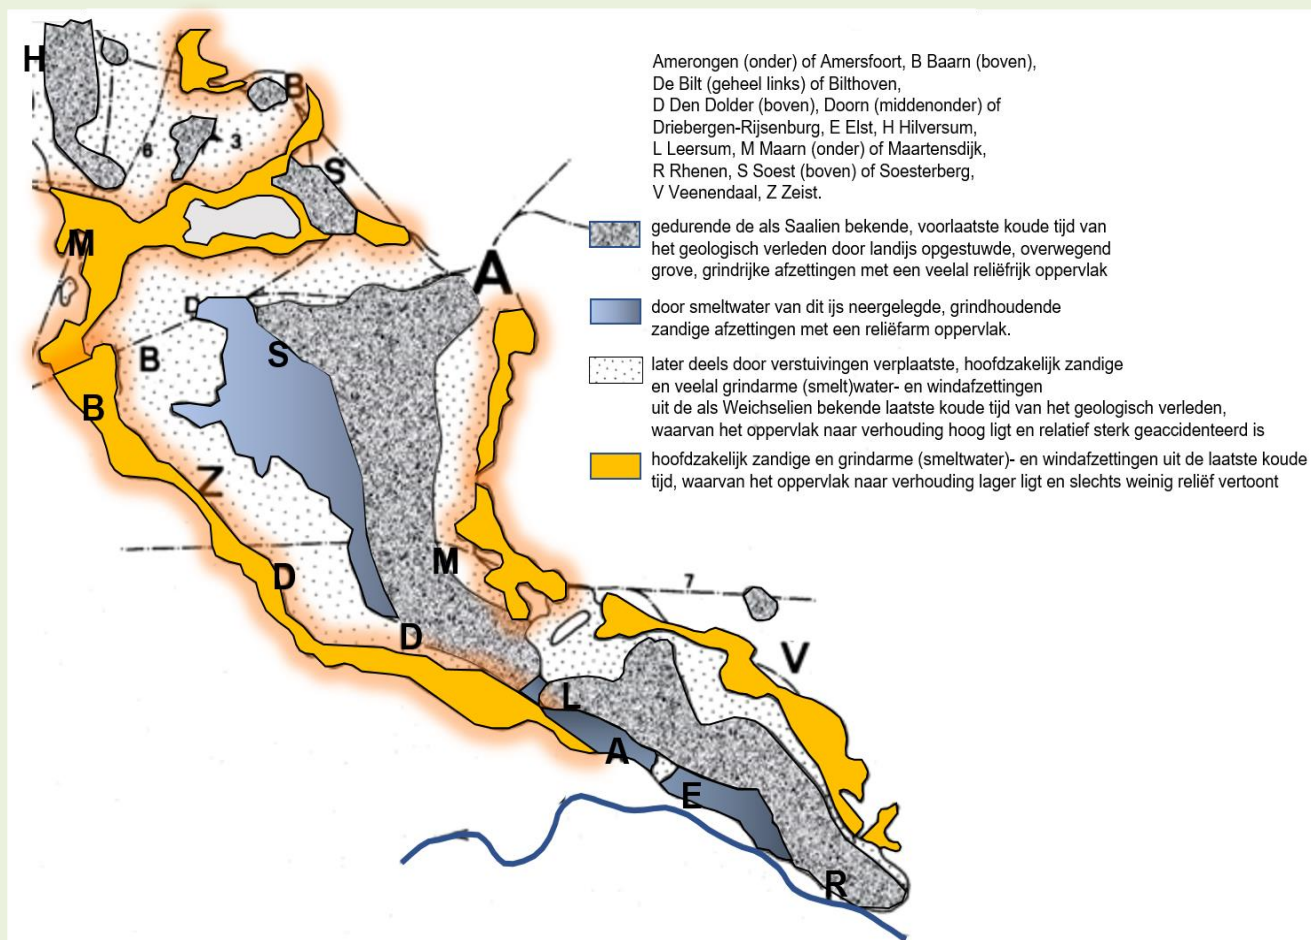 Amerongen (onder) of Amersfoort, B Baarn (boven),
De Bilt (geheel links) of Bilthoven,
D Den Dolder (boven), Doorn (middenonder) of
Driebergen-Rijsenburg, E Elst, H Hilversum,
L Leersum, M Maarn (onder) of Maartensdijk,
R Rhenen, S Soest (boven) of Soesterberg,
V Veenendaal, Z Zeist.
gedurende de als Saalien bekende, voorlaatste koude tijd van
het geologisch verleden door landijs opgestuwde, overwegend
grove, grindrijke afzettingen met een veelal reliëfrijk oppervlak
door smeltwater van dit ijs neergelegde, grindhoudende
zandige afzettingen met een reliëfarm oppervlak.
later deels door verstuivingen verplaatste, hoofdzakelijk zandige
en veelal grindarme (smelt)water- en windafzettingen
uit de als Weichselien bekende laatste koude tijd van het geologisch verleden,
waarvan het oppervlak naar verhouding hoog ligt en relatief sterk geaccidenteerd is
hoofdzakelijk zandige en grindarme (smeltwater)- en windafzettingen uit de laatste koude
tijd, waarvan het oppervlak naar verhouding lager ligt en slechts weinig reliëf vertoont
H
B
3
6
S
M
A
D
S
B
B
Z
M
D
7
D
V
L
A
E
R